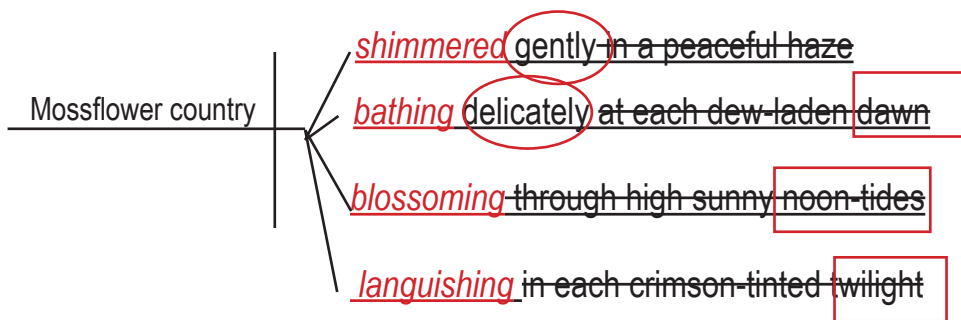 shimmered gently in a peaceful haze
Mossflower country
bathing delicately at each dew-laden dawn
blossoming through high sunny noon-tides
languishing in each crimson-tinted twilight